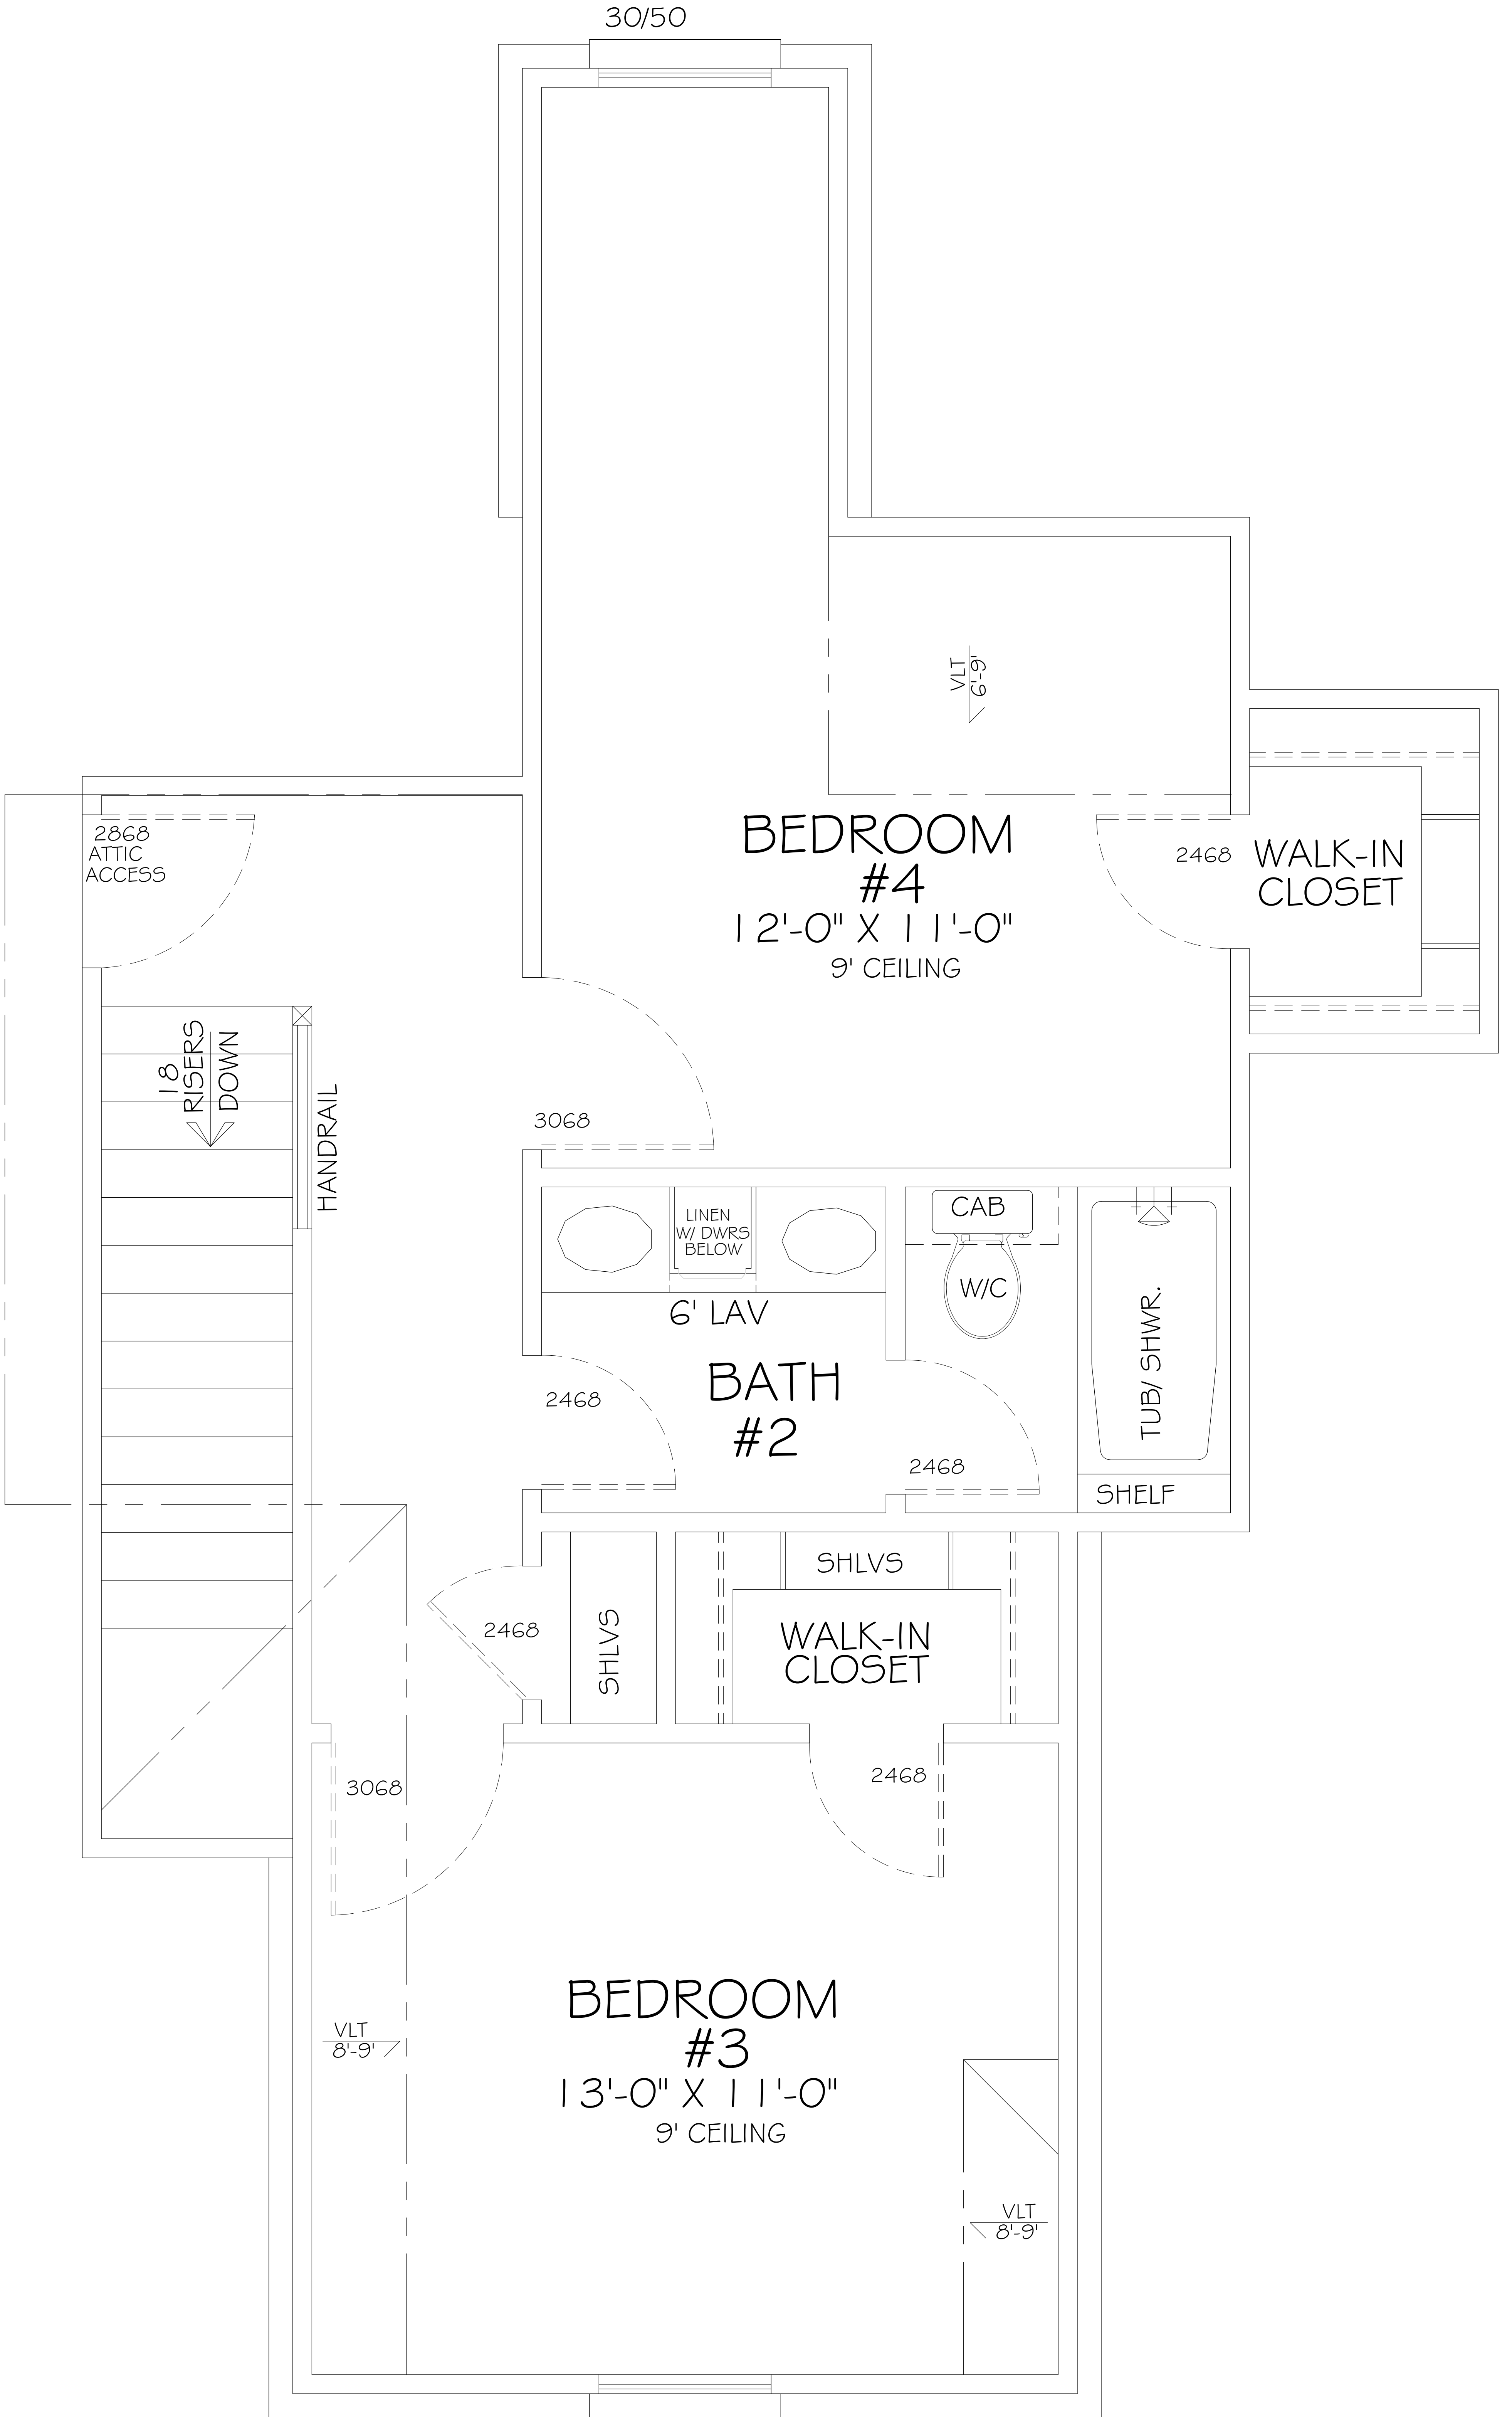 30/50
VLT
6'-9'
2868
ATTIC
ACCESS
BEDROOM
#4
12'-0" X 11'-0"
9' CEILING
2468
WALK-IN
CLOSET
18
RISERS
DOWN
HANDRAIL
3068
LINEN
W/ DWRS
BELOW
6' LAV
CAB
W/C
TUB/ SHWR.
SHELF
2468
BATH
#2
2468
2468
SHLVS
SHLVS
WALK-IN
CLOSET
3068
2468
BEDROOM
#3
13'-0" X 11'-0"
9' CEILING
VLT
8'-9'
VLT
8'-9'